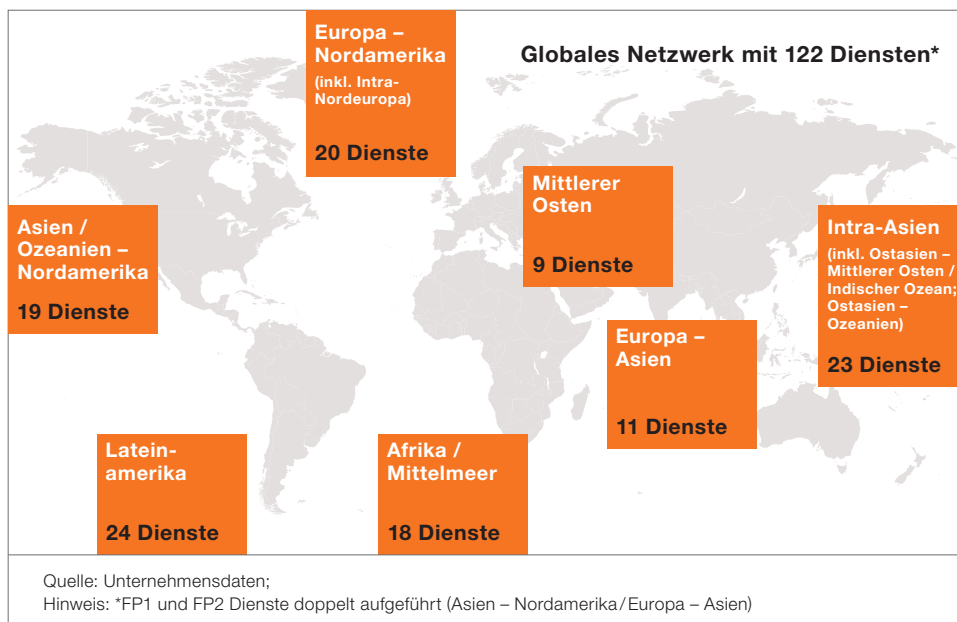 Globales Netzwerk mit 122 Diensten*
Europa –
Nordamerika
(inkl. Intra-
Nordeuropa)
20 Dienste
Mittlerer
Osten
9 Dienste
Asien /
Ozeanien –
Nordamerika
19 Dienste
Intra-Asien
(inkl. Ostasien –
Mittlerer Osten /
Indischer Ozean;
Ostasien –
Ozeanien)
23 Dienste
Europa –
Asien
11 Dienste
Latein-
amerika
24 Dienste
Afrika /
Mittelmeer
18 Dienste
Quelle: Unternehmensdaten;
Hinweis: *FP1 und FP2 Dienste doppelt aufgeführt (Asien – Nordamerika/Europa – Asien)